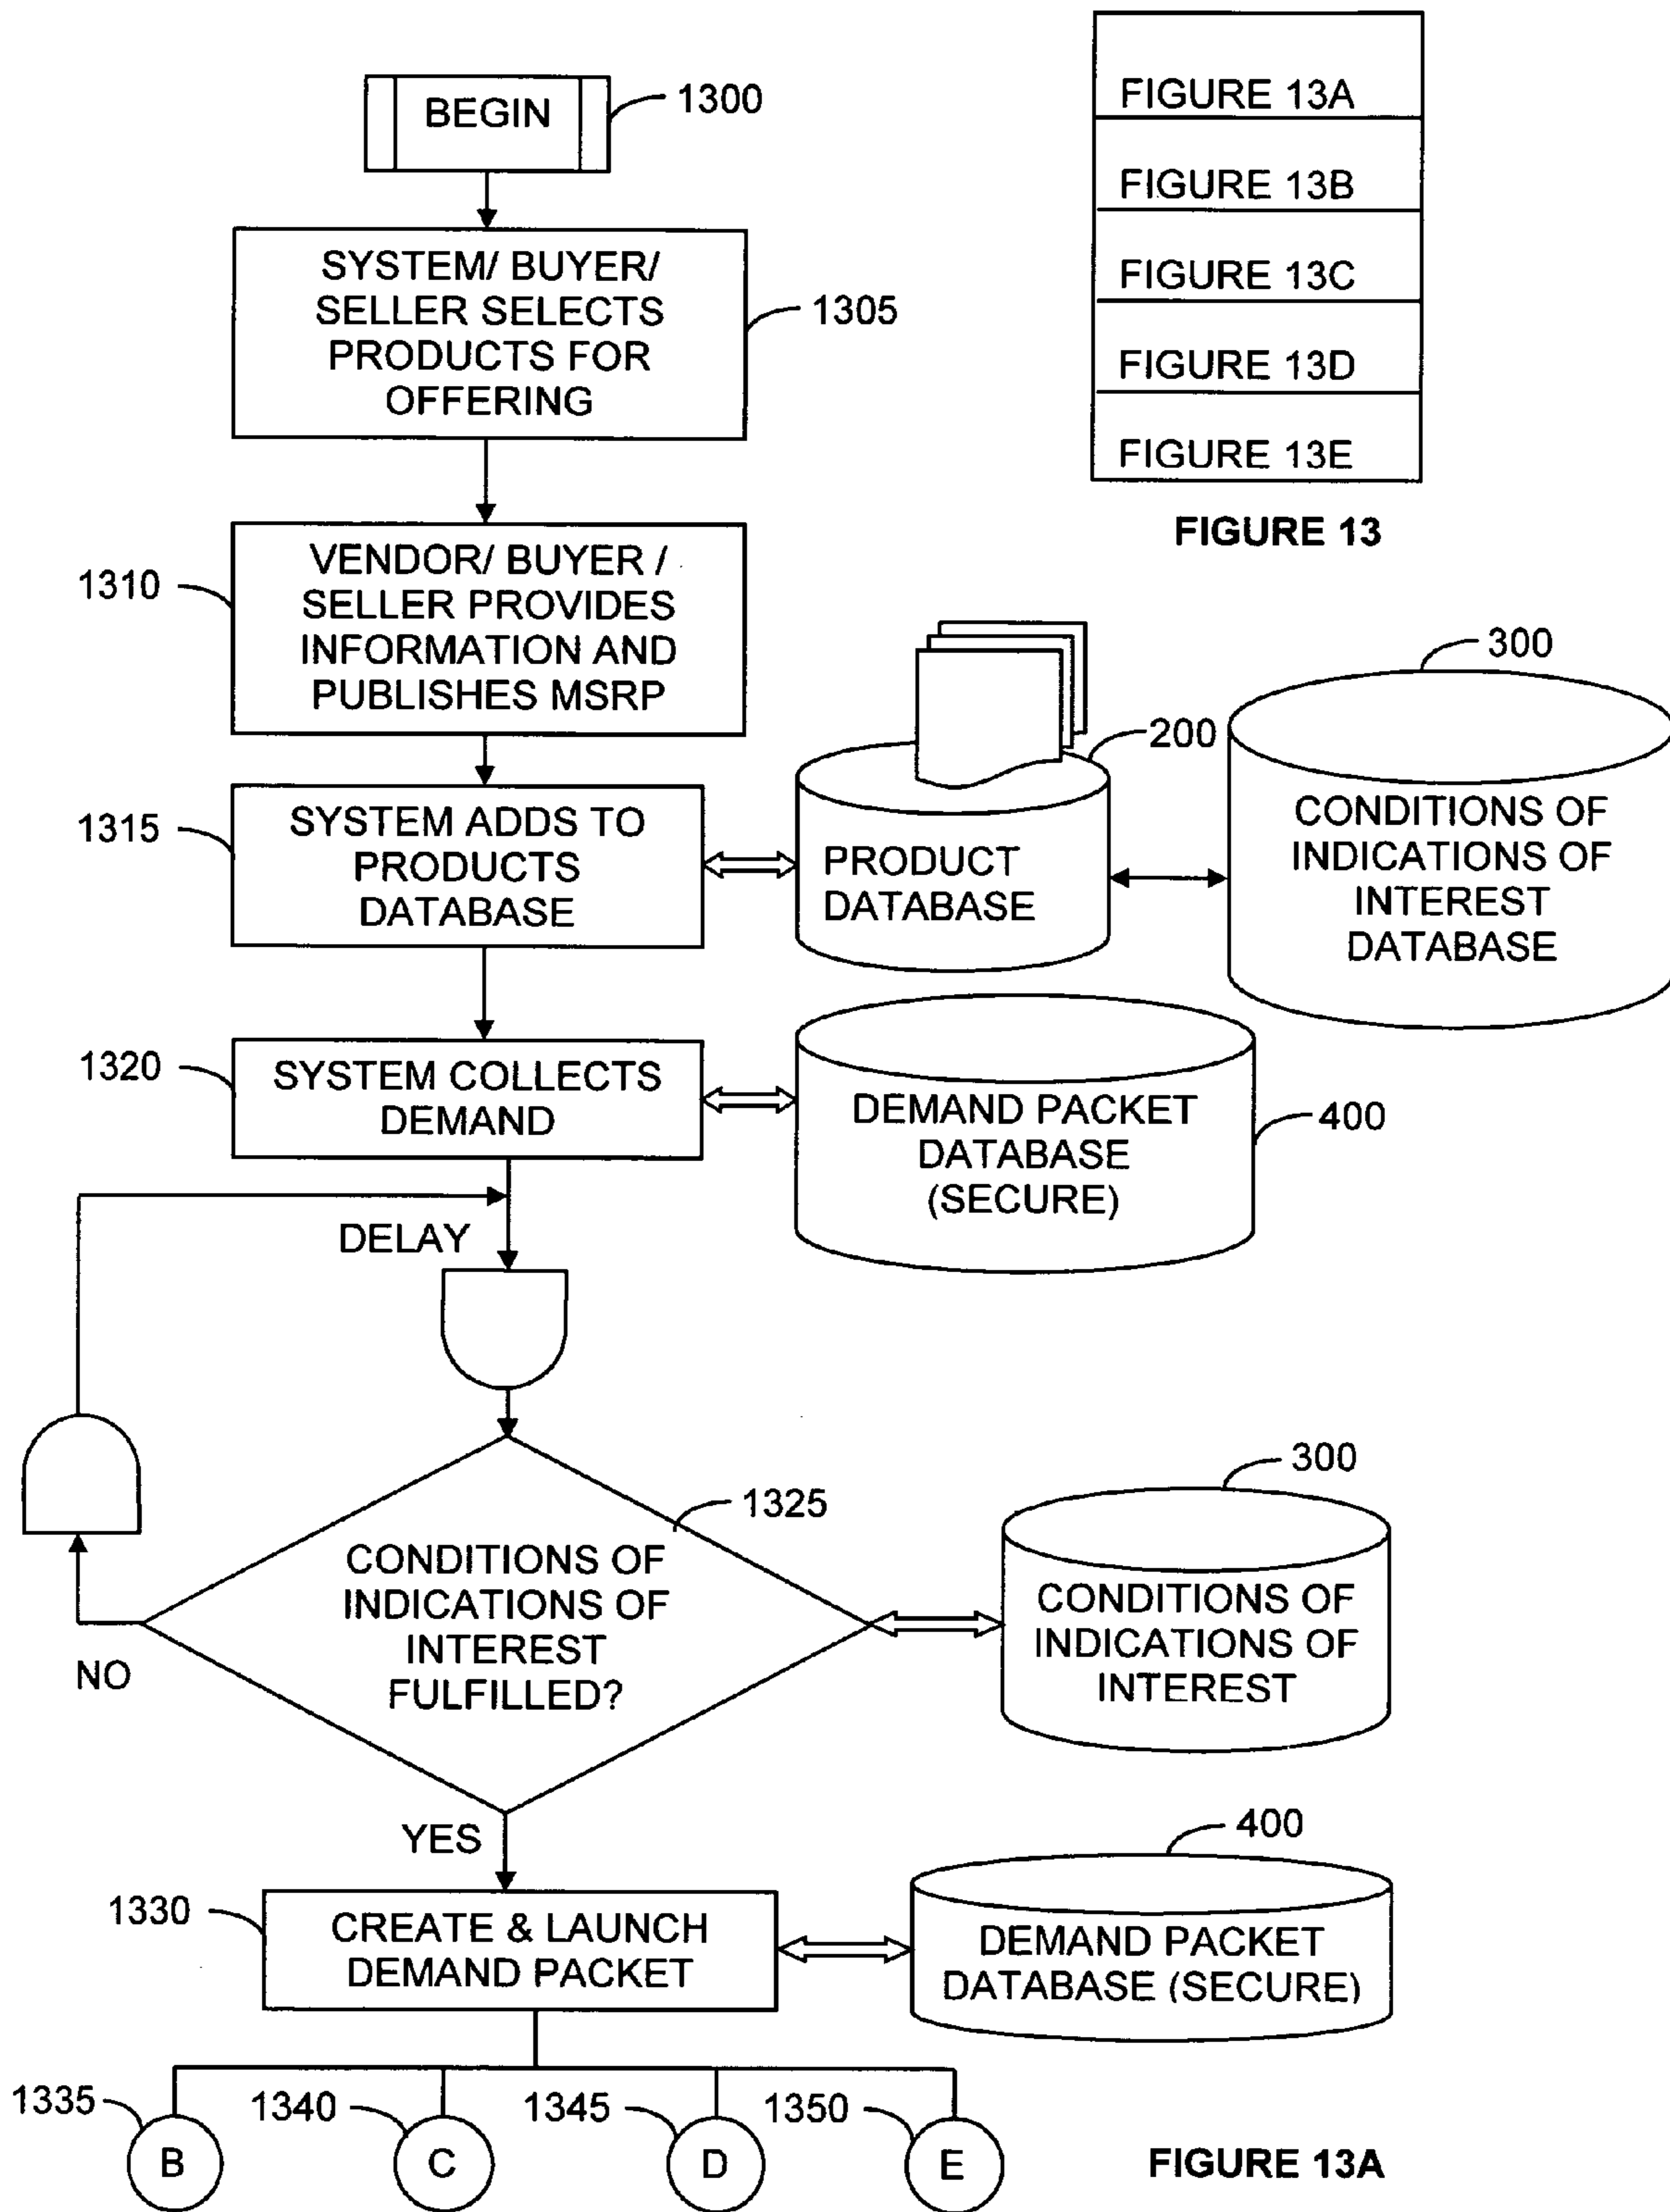 BEGIN
1300
FIGURE 13A
FIGURE 13B
FIGURE 13C
FIGURE 13D
FIGURE 13E
FIGURE 13
SYSTEM/ BUYER/
SELLER SELECTS
PRODUCTS FOR
OFFERING
1305
1310
VENDOR/ BUYER /
SELLER PROVIDES
INFORMATION AND
PUBLISHES MSRP
1315
SYSTEM ADDS TO
PRODUCTS
DATABASE
200
PRODUCT
DATABASE
300
CONDITIONS OF
INDICATIONS OF
INTEREST
DATABASE
1320
SYSTEM COLLECTS
DEMAND
DEMAND PACKET
DATABASE
(SECURE)
400
DELAY
1325
CONDITIONS OF
INDICATIONS OF
INTEREST
FULFILLED?
NO
300
CONDITIONS OF
INDICATIONS OF
INTEREST
YES
1330
CREATE & LAUNCH
DEMAND PACKET
400
DEMAND PACKET
DATABASE (SECURE)
1335
B
1340
C
1345
D
1350
E
FIGURE 13A